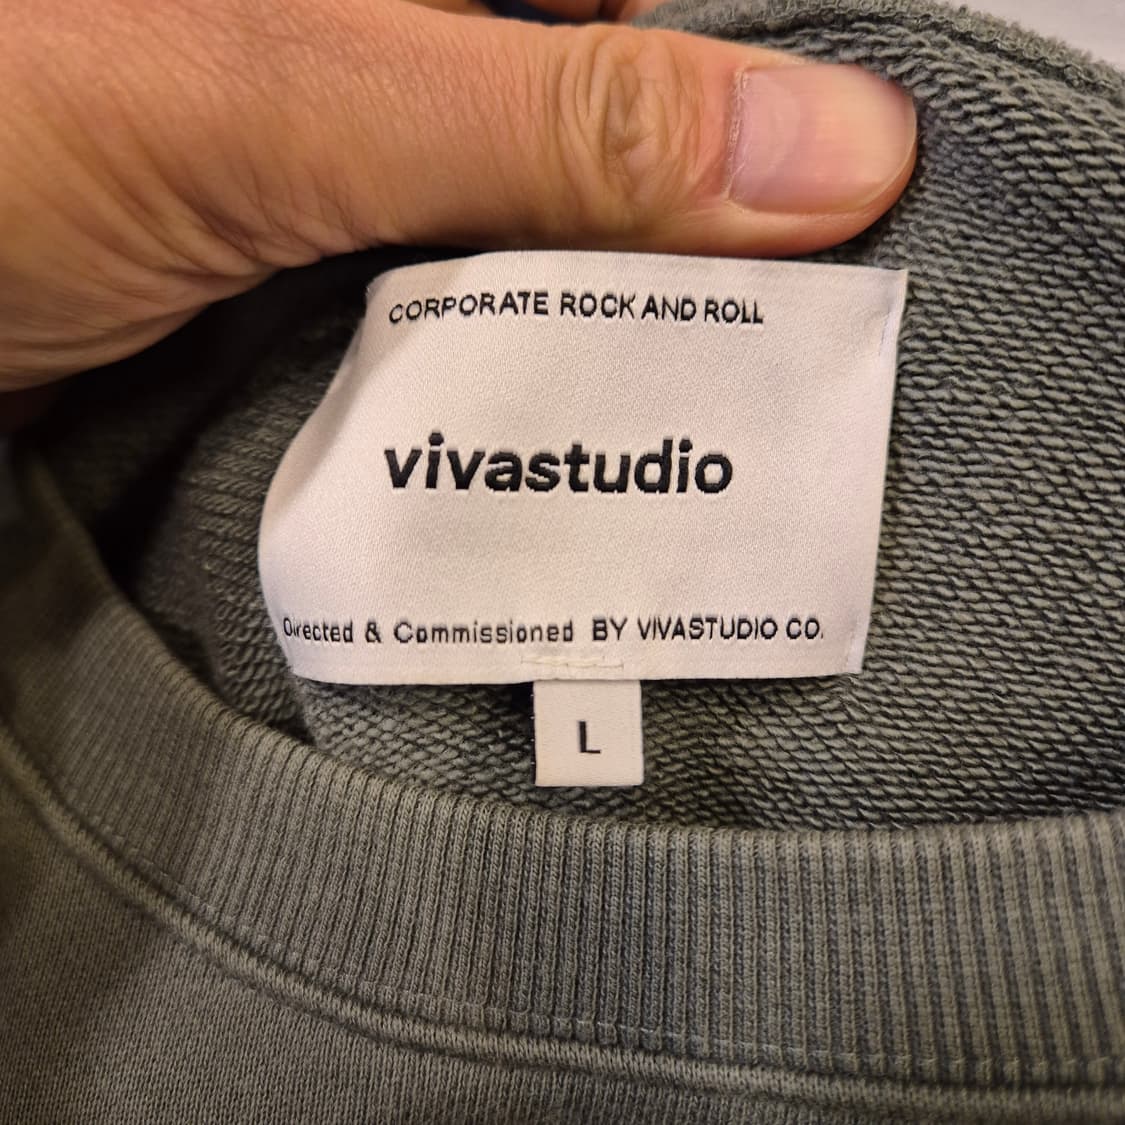 CORPORATE ROCK AND ROLL
vivastudio
Directed & Commissioned BY VIVASTUDIO CO.
L